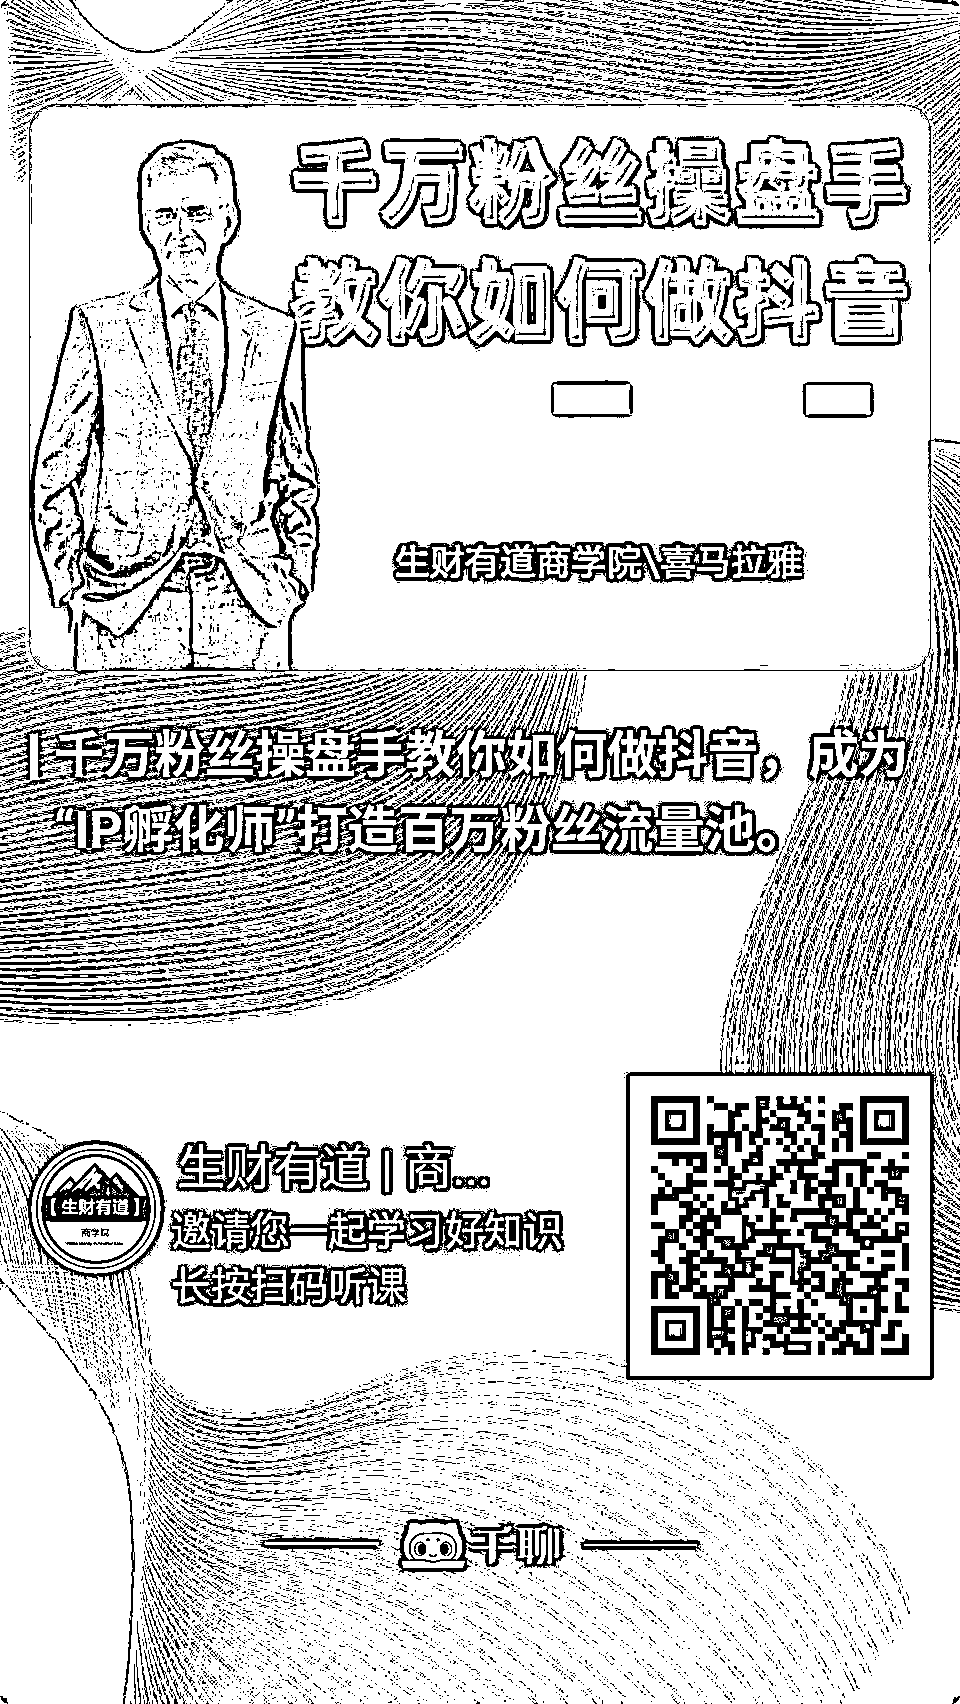 千万粉丝操盘手
教你如何做抖音
生财有道商学院\喜马拉雅
| 千万粉丝操盘手教你如何做抖音，成为
“IP孵化师”打造百万粉丝流量池。
生财有道 | 商...
【生财有道】
商学院
邀请您一起学习好知识
长按扫码听课
千聊